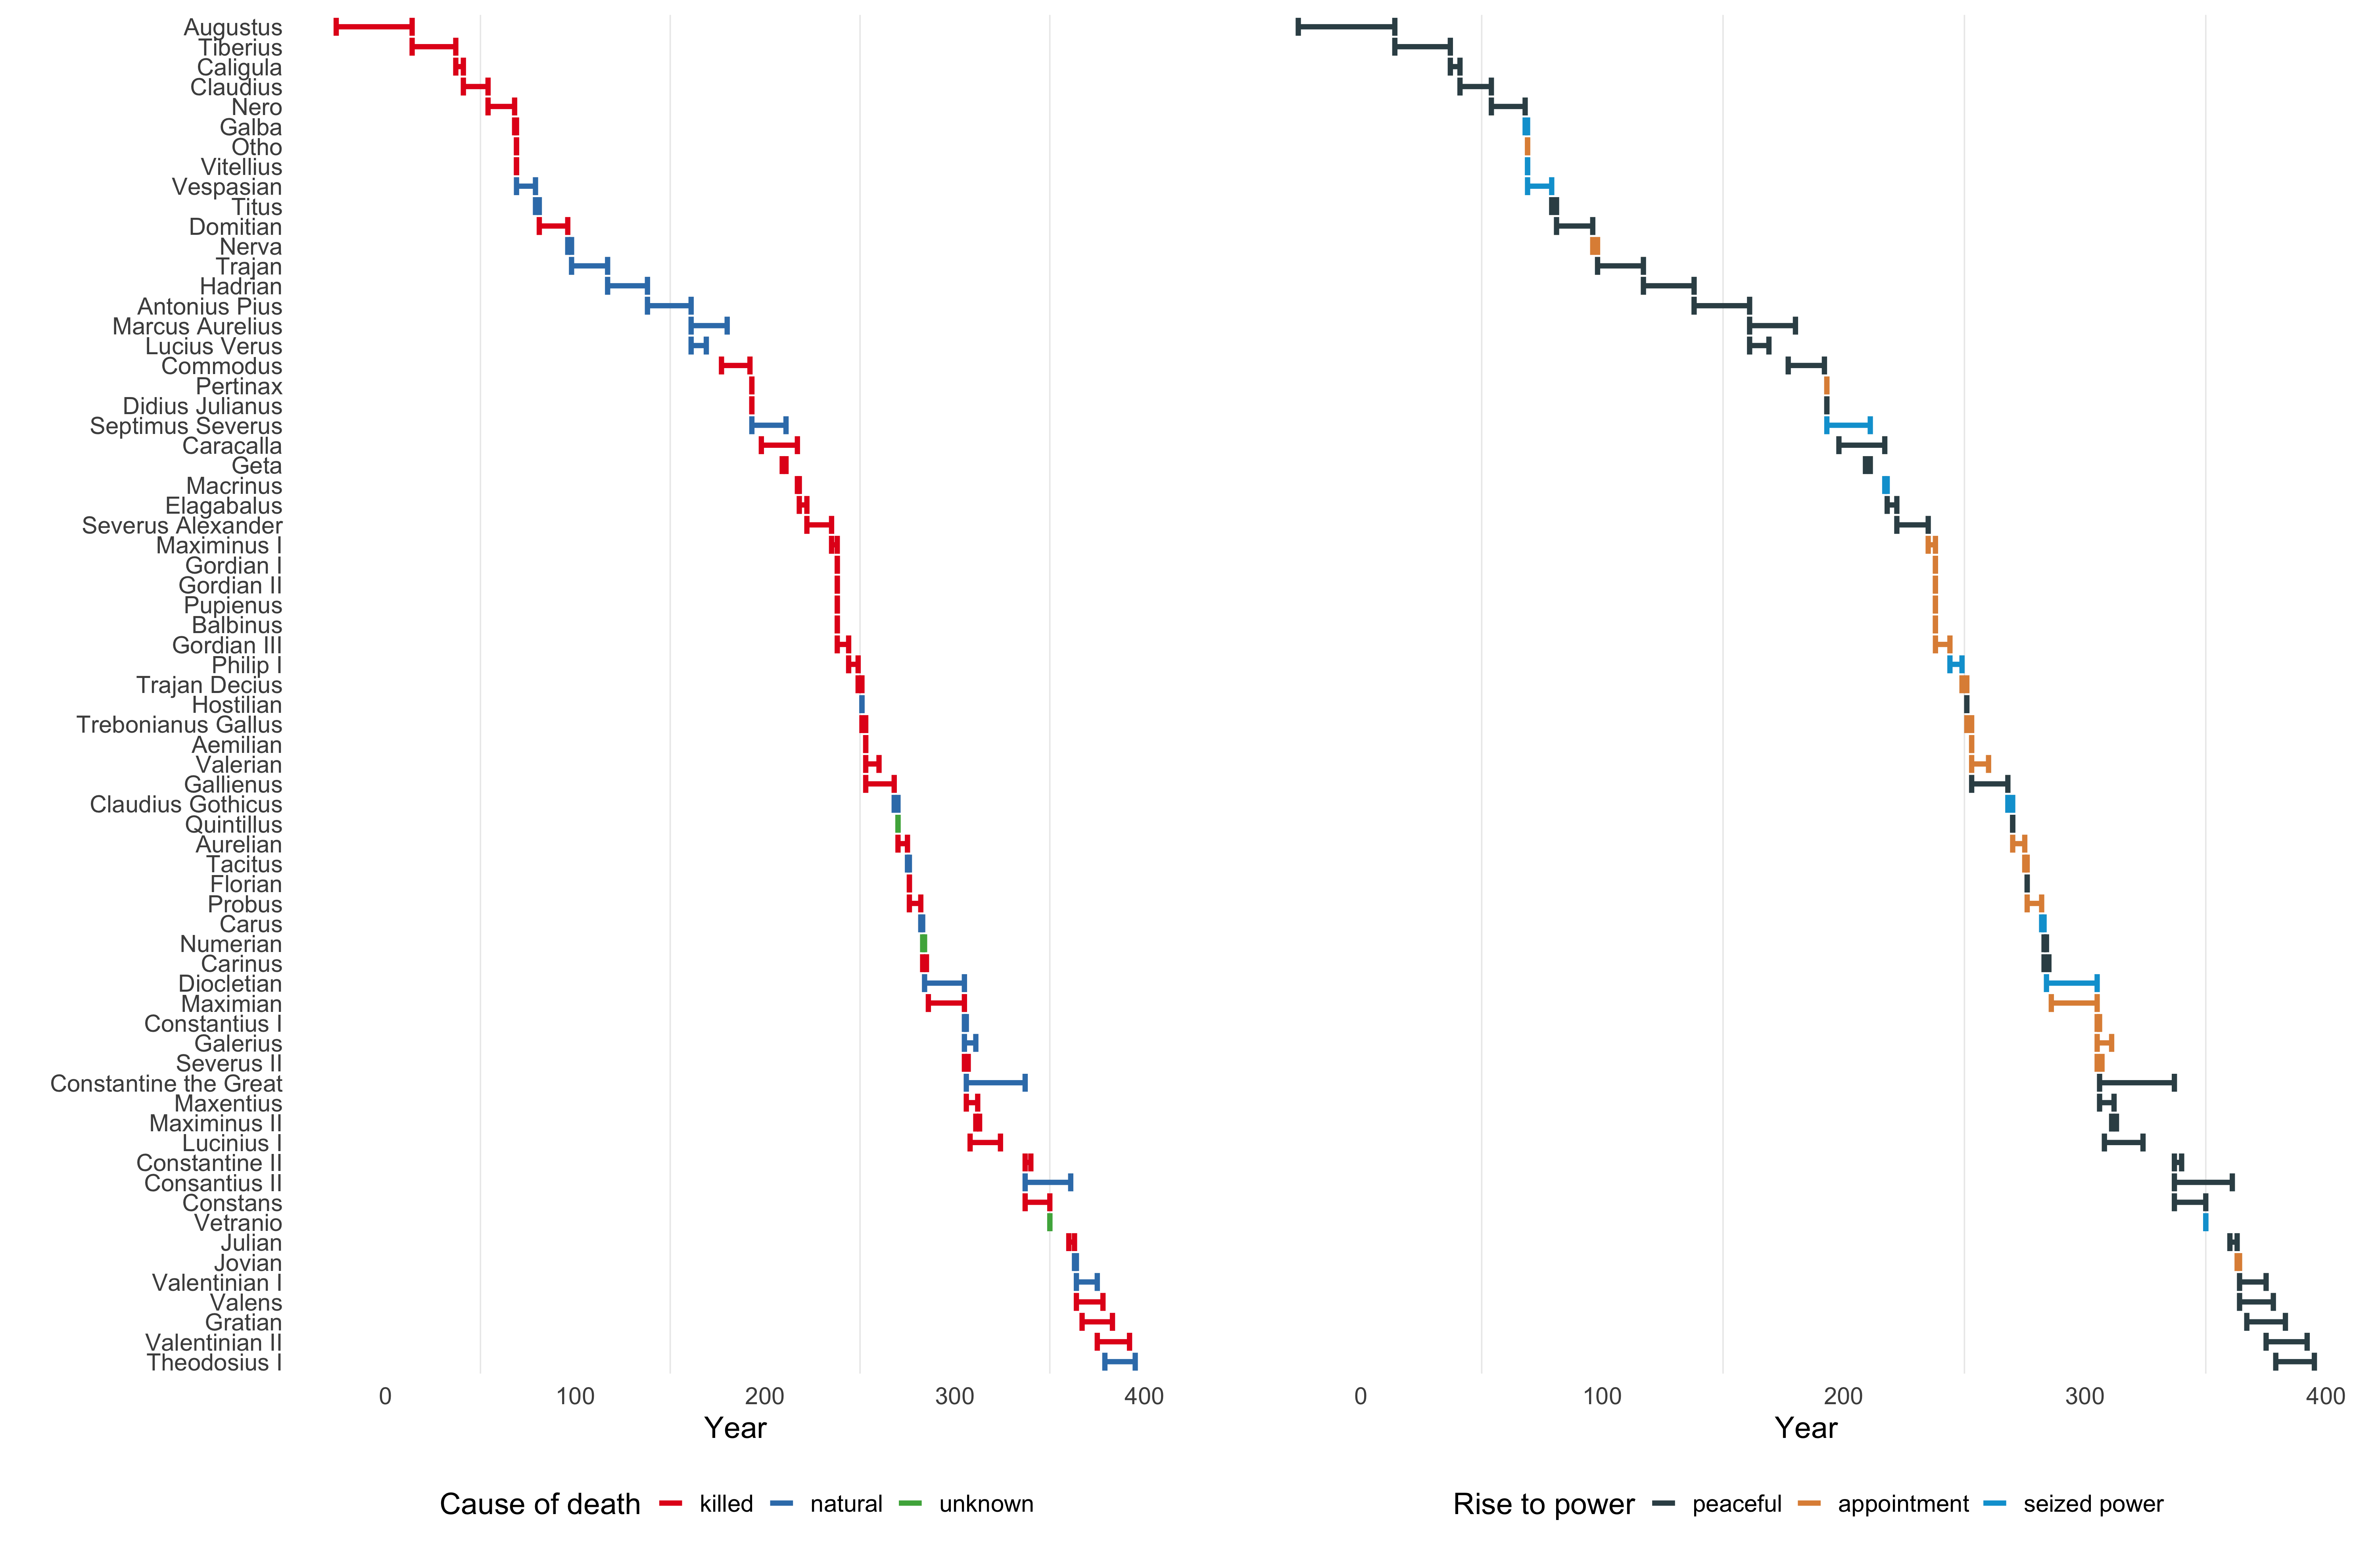 Augustus
Tiberius
Caligula
Claudius
Nero
Galba
Otho
Vitellius
Vespasian
Titus
Domitian
Nerva
Trajan
Hadrian
Antonius Pius
Marcus Aurelius
Lucius Verus
Commodus
Pertinax
Didius Julianus
Septimus Severus
Caracalla
Geta
Macrinus
Elagabalus
Severus Alexander
Maximinus I
Gordian I
Gordian II
Pupienus
Balbinus
Gordian III
Philip I
Trajan Decius
Hostilian
Trebonianus Gallus
Aemilian
Valerian
Gallienus
Claudius Gothicus
Quintillus
Aurelian
Tacitus
Florian
Probus
Carus
Numerian
Carinus
Diocletian
Maximian
Constantius I
Galerius
Severus II
Constantine the Great
Maxentius
Maximinus II
Lucinius I
Constantine II
Consantius II
Constans
Vetranio
Julian
Jovian
Valentinian I
Valens
Gratian
Valentinian II
Theodosius I
0 100 200 300 400
Year
Cause of death killed natural unknown
0 100 200 300 400
Year
Rise to power peaceful appointment seized power